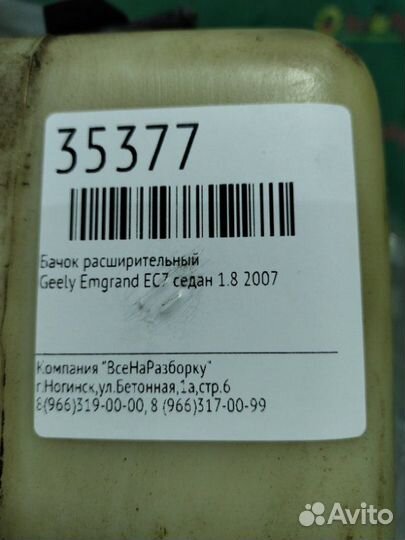 35377
Бачок расширительный
Geely Emgrand EC7 седан 1.8 2007
Компания "ВсеНаРазборку"
г.Ногинск,ул.Бетонная,1а,стр.6
8(966)319-00-00, 8 (966)317-00-99
Avito